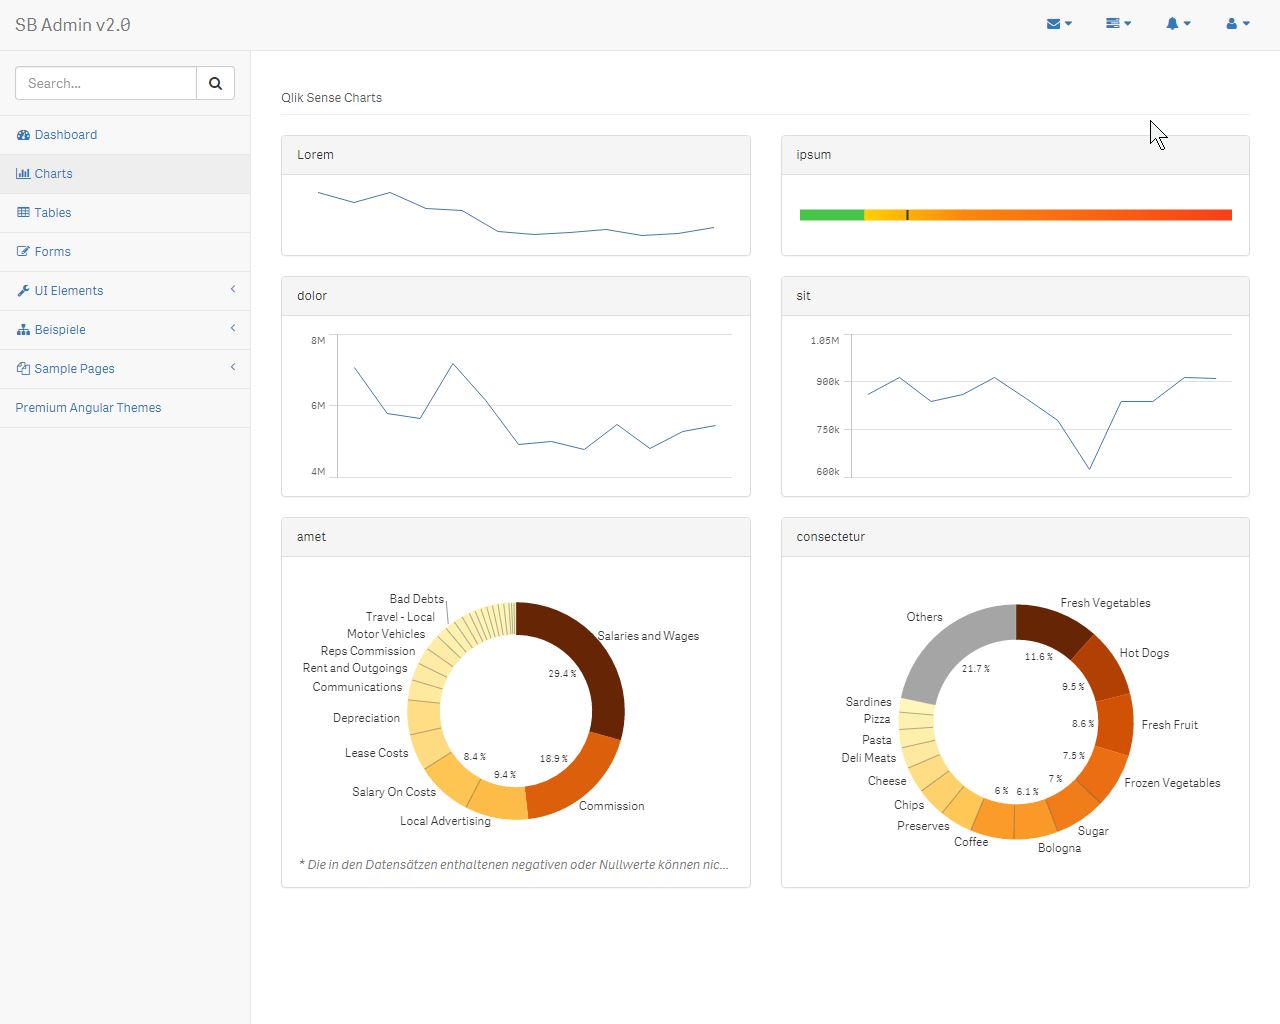 SB Admin v2.0
Search...
Dashboard
Charts
Tables
Forms
UI Elements
Beispiele
Sample Pages
Premium Angular Themes
Qlik Sense Charts
Lorem
ipsum
dolor
8M
6M
4M
sit
1.05M
900k
750k
600k
amet
Bad Debts
Travel - Local
Motor Vehicles
Reps Commission
Rent and Outgoings
Communications
Depreciation
Lease Costs
Salary On Costs
Local Advertising
Salaries and Wages
Commission
29.4 %
18.9 %
9.4 %
8.4 %
* Die in den Datensätzen enthaltenen negativen oder Nullwerte können nic...
consectetur
Others
Fresh Vegetables
Hot Dogs
Fresh Fruit
Frozen Vegetables
Sugar
Bologna
Coffee
Preserves
Chips
Cheese
Deli Meats
Pasta
Pizza
Sardines
21.7 %
11.6 %
9.5 %
8.6 %
7.5 %
7 %
6.1 %
6 %